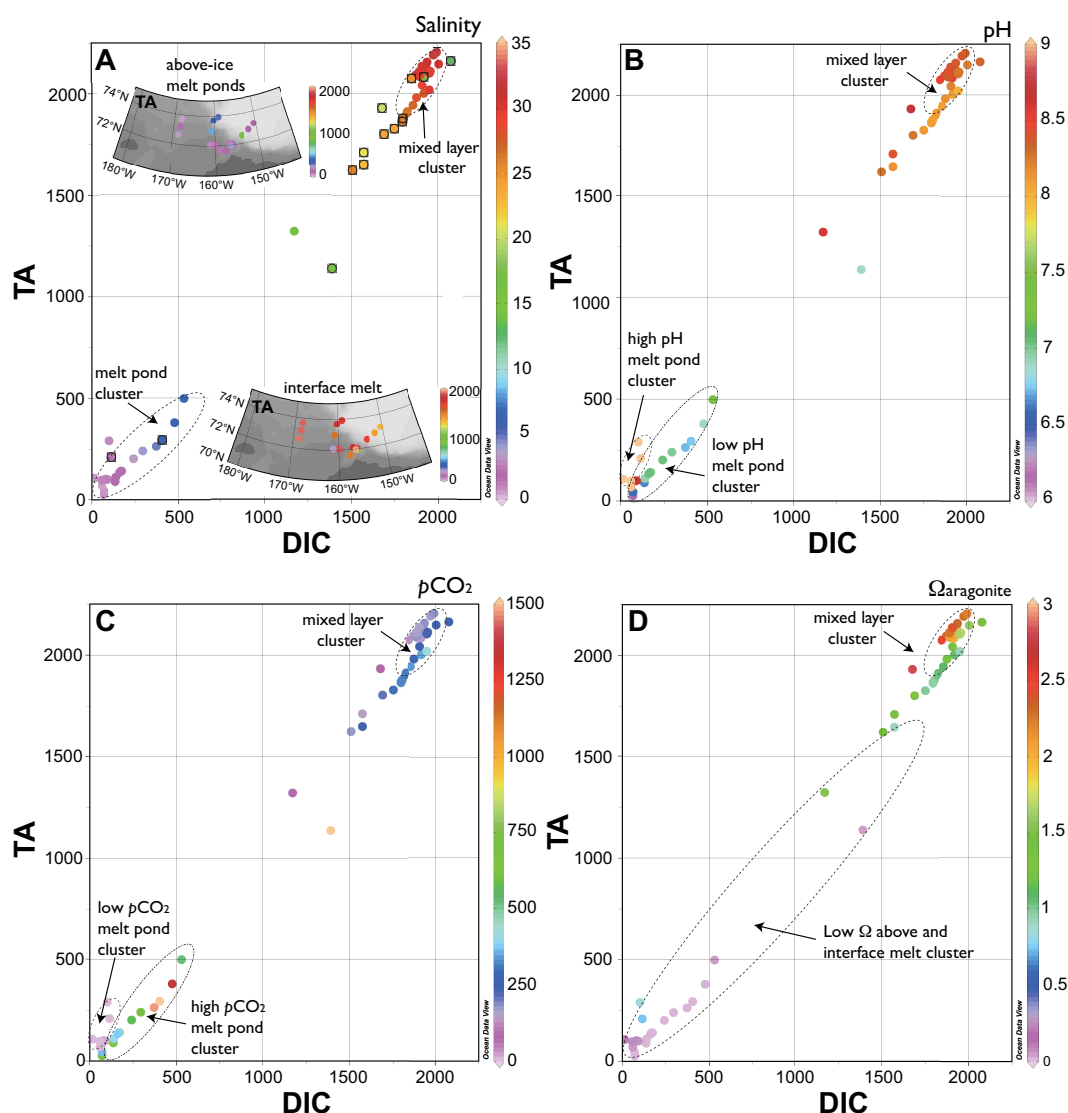 Salinity
A
above-ice
melt ponds
74°N
TA
72°N
180°W
170°W
160°W
150°W
2000
1000
0
mixed layer
cluster
melt pond
cluster
interface melt
74°N
TA
72°N
70°N
170°W
160°W
150°W
2000
1000
0
TA
2000
1500
1000
500
0
0
500
1000
1500
2000
DIC
35
30
25
20
15
10
5
0
Ocean Data View
pH
B
mixed layer
cluster
high pH
melt pond
cluster
low pH
melt pond
cluster
TA
2000
1500
1000
500
0
0
500
1000
1500
2000
DIC
9
8.5
8
7.5
7
6.5
6
Ocean Data View
pCO₂
C
mixed layer
cluster
low pCO₂
melt pond
cluster
high pCO₂
melt pond
cluster
TA
2000
1500
1000
500
0
0
500
1000
1500
2000
DIC
1500
1250
1000
750
500
250
0
Ocean Data View
Ωaragonite
D
mixed layer
cluster
Low Ω above and
interface melt cluster
TA
2000
1500
1000
500
0
0
500
1000
1500
2000
DIC
3
2.5
2
1.5
1
0.5
0
Ocean Data View